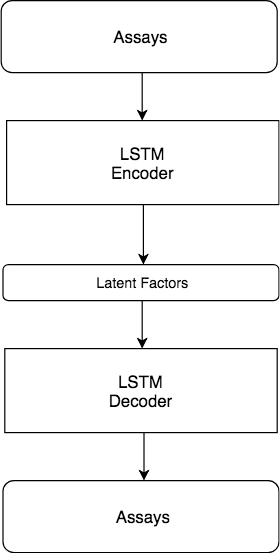 Assays
LSTM
Encoder
Latent Factors
LSTM
Decoder
Assays